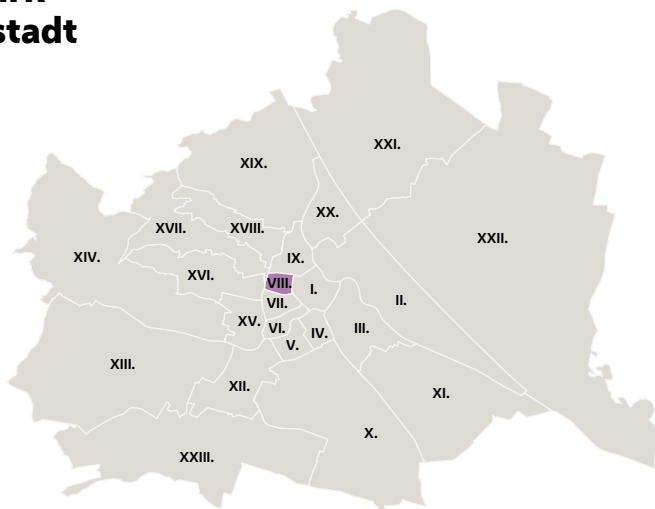 stadt
XXI.
XIX.
XX.
XVII.
XVIII.
XXII.
XIV.
IX.
XVI.
VIII.
I.
VII.
II.
XV.
VI.
IV.
III.
V.
XIII.
XII.
XI.
X.
XXIII.